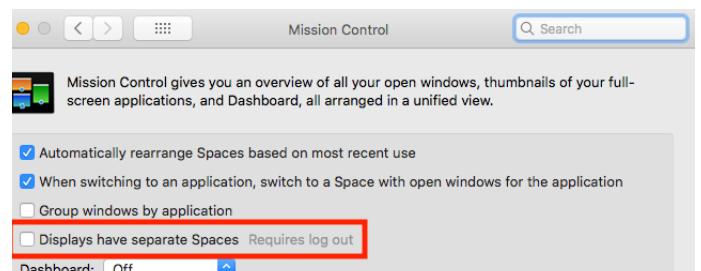 Mission Control
Search
Mission Control gives you an overview of all your open windows, thumbnails of your full-
screen applications, and Dashboard, all arranged in a unified view.
Automatically rearrange Spaces based on most recent use
When switching to an application, switch to a Space with open windows for the application
Group windows by application
Displays have separate Spaces Requires log out
Dashboard: Off